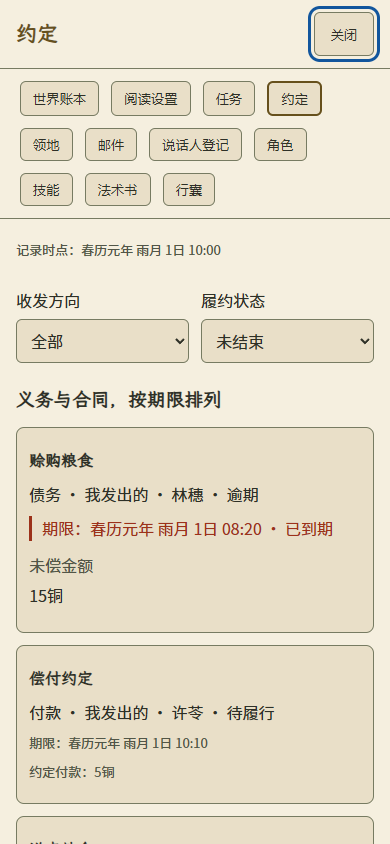 约定
关闭
世界账本 阅读设置 任务 约定
领地 邮件 说话人登记 角色
技能 法术书 行囊
记录时点：春历元年 雨月 1日 10:00
收发方向 履约状态
全部 未结束
义务与合同，按期限排列
赊购粮食
债务 · 我发出的 · 林穗 · 逾期
期限：春历元年 雨月 1日 08:20 · 已到期
未偿金额
15铜
偿付约定
付款 · 我发出的 · 许苓 · 待履行
期限：春历元年 雨月 1日 10:10
约定付款：5铜